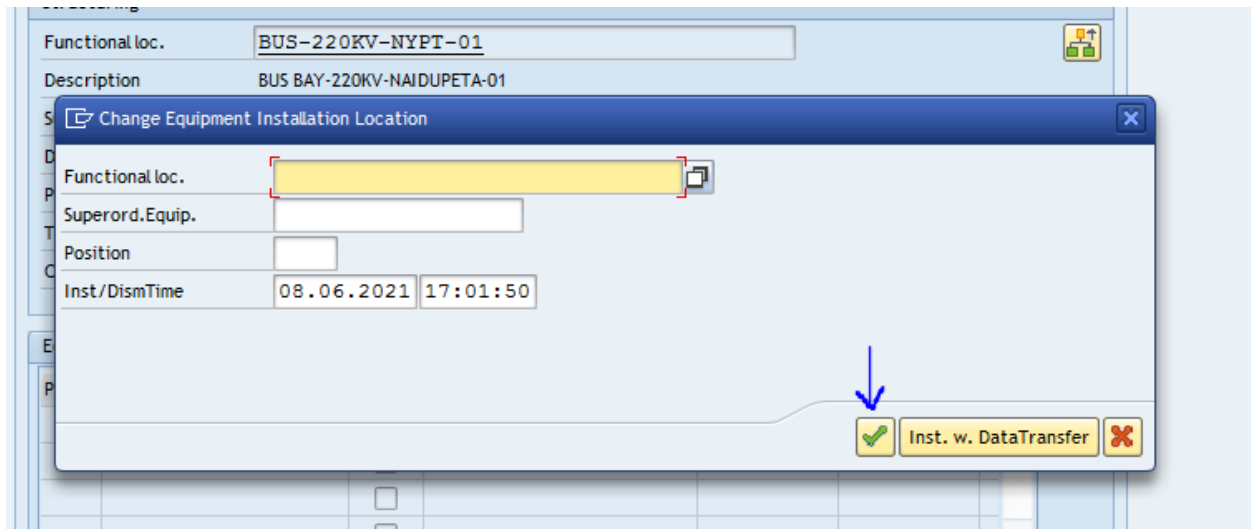 Functional loc. BUS-220KV-NYPT-01
Description BUS BAY-220KV-NAIDUPETA-01
Change Equipment Installation Location
Functional loc.
Superord.Equip.
Position
Inst/DismTime 08.06.2021 17:01:50
Inst. w. DataTransfer